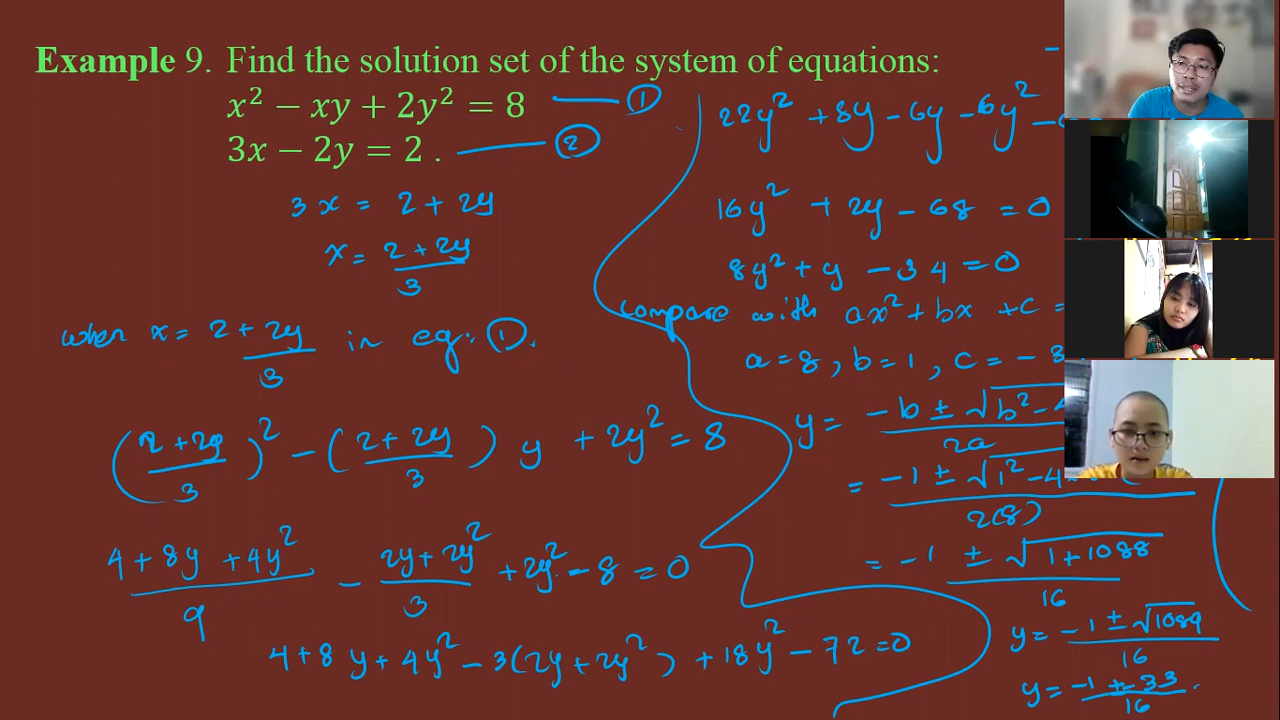 Example 9. Find the solution set of the system of equations:
x² − xy + 2y² = 8 —— ①
3x − 2y = 2 . —— ②
3x = 2 + 2y
x = (2 + 2y)/3
when x = (2 + 2y)/3 in eq: ①.
((2 + 2y)/3)² − ((2 + 2y)/3) y + 2y² = 8
(4 + 8y + 4y²)/9 − (2y + 2y²)/3 + 2y² − 8 = 0
4 + 8y + 4y² − 3(2y + 2y²) + 18y² − 72 = 0
22y² + 8y − 6y − 6y² −
16y² + 2y − 68 = 0
8y² + y − 34 = 0
compare with ax² + bx + c =
a = 8, b = 1, c = −3
y = (−b ± √(b² − 4
2a
= (−1 ± √(1² − 4
2(8)
= (−1 ± √(1 + 1088))/16
y = (−1 ± √1089)/16
y = (−1 ± 33)/16